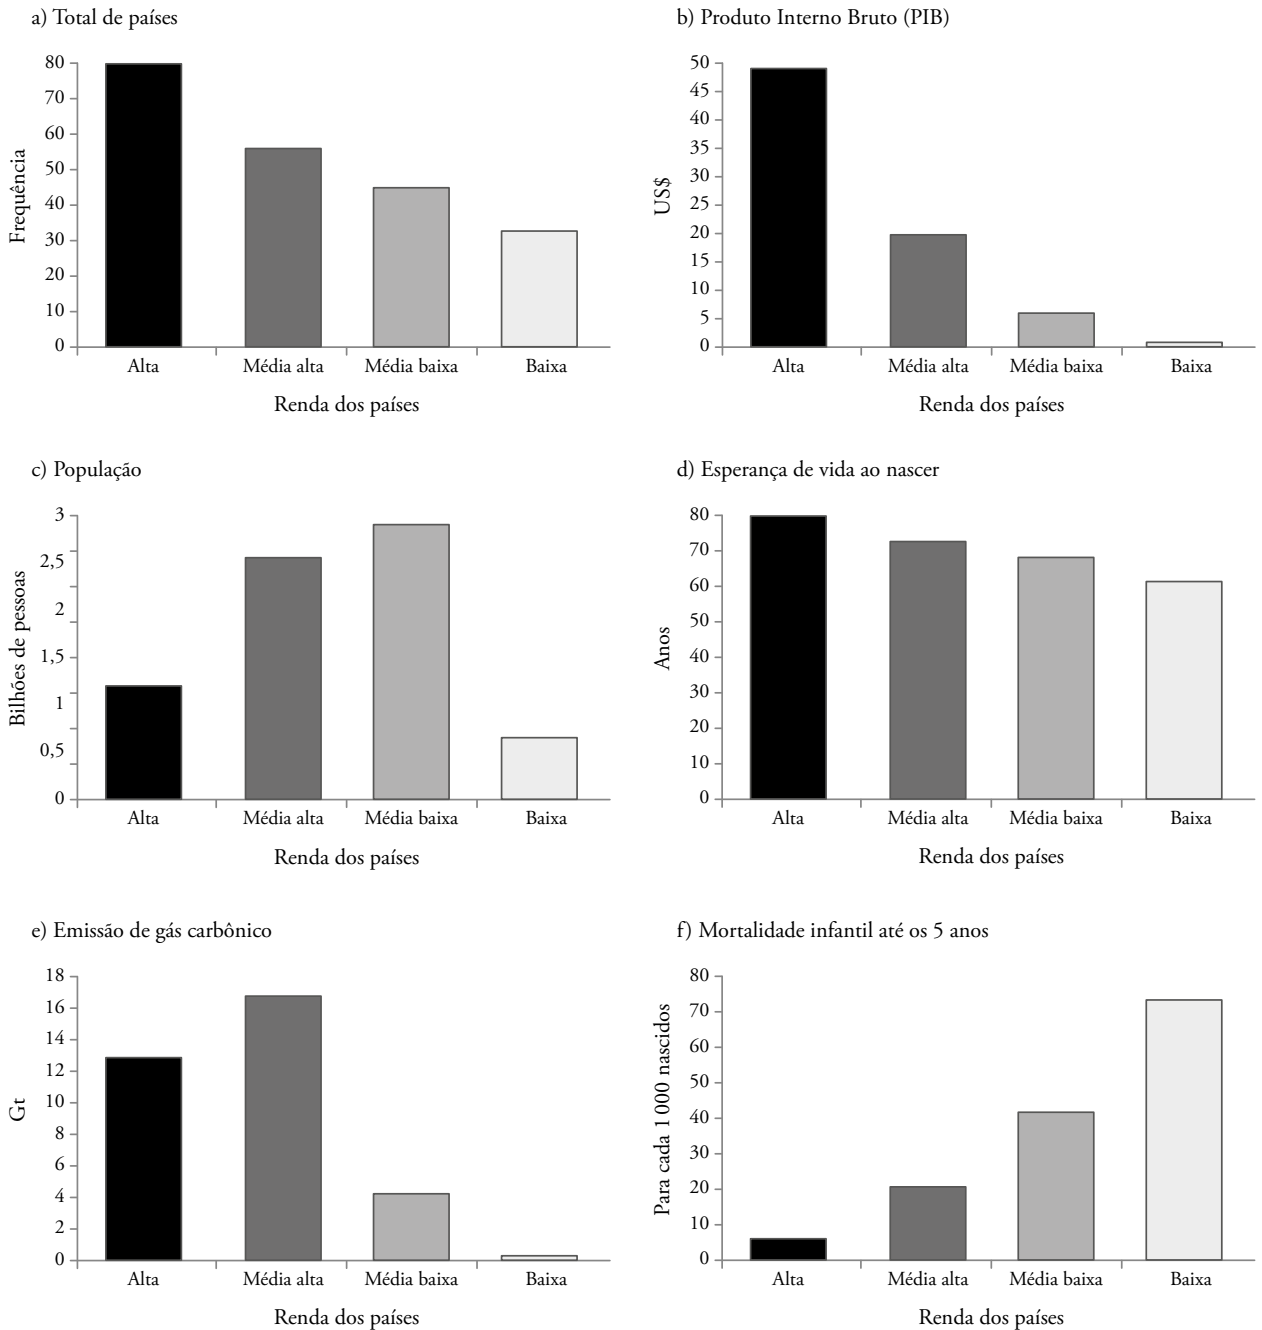 a) Total de países
80
70
60
50
40
30
20
10
0
Frequência
Alta Média alta Média baixa Baixa
Renda dos países
b) Produto Interno Bruto (PIB)
50
45
40
35
30
25
20
15
10
5
0
US$
Alta Média alta Média baixa Baixa
Renda dos países
c) População
3
2,5
2
1,5
1
0,5
0
Bilhões de pessoas
Alta Média alta Média baixa Baixa
Renda dos países
d) Esperança de vida ao nascer
80
70
60
50
40
30
20
10
0
Anos
Alta Média alta Média baixa Baixa
Renda dos países
e) Emissão de gás carbônico
18
16
14
12
10
8
6
4
2
0
Gt
Alta Média alta Média baixa Baixa
Renda dos países
f) Mortalidade infantil até os 5 anos
80
70
60
50
40
30
20
10
0
Para cada 1 000 nascidos
Alta Média alta Média baixa Baixa
Renda dos países